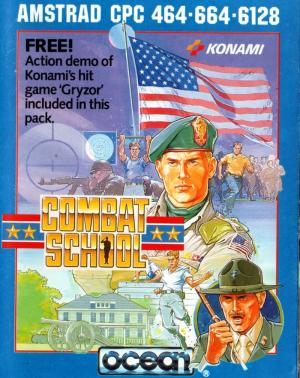 AMSTRAD CPC 464·664·6128
FREE!
Action demo of
Konami's hit
game 'Gryzor'
included in this
pack.
KONAMI
COMBAT
SCHOOL
ocean